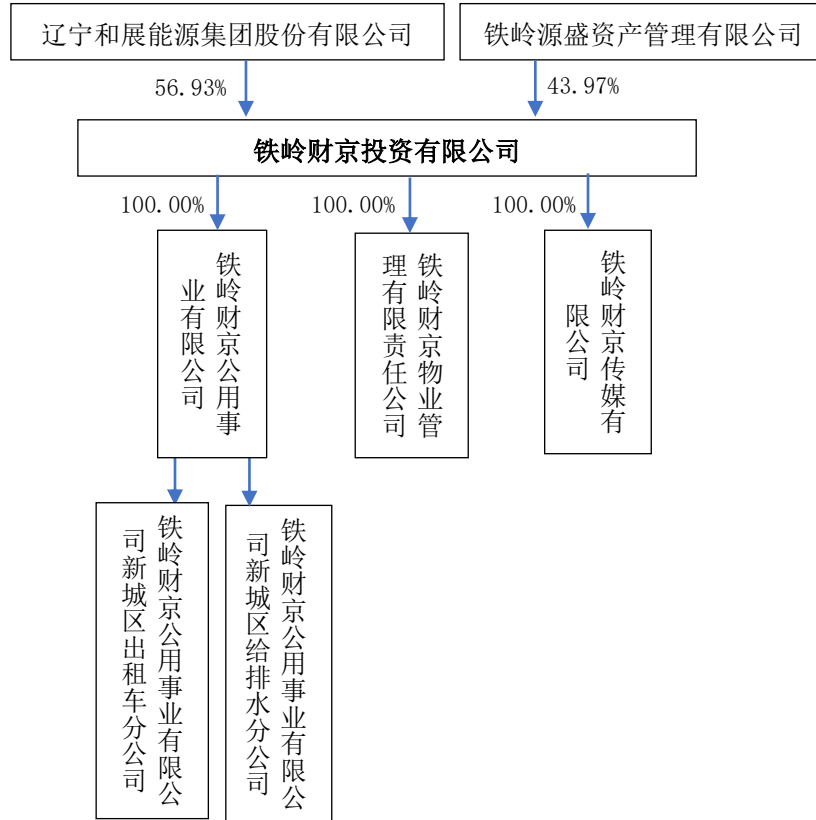 辽宁和展能源集团股份有限公司
铁岭源盛资产管理有限公司
56.93%
43.97%
铁岭财京投资有限公司
100.00%
100.00%
100.00%
铁岭财京公用事
业有限公司
铁岭财京物业管
理有限责任公司
铁岭财京传媒有
限公司
铁岭财京公用事业有限公
司新城区出租车分公司
铁岭财京公用事业有限公
司新城区给排水分公司